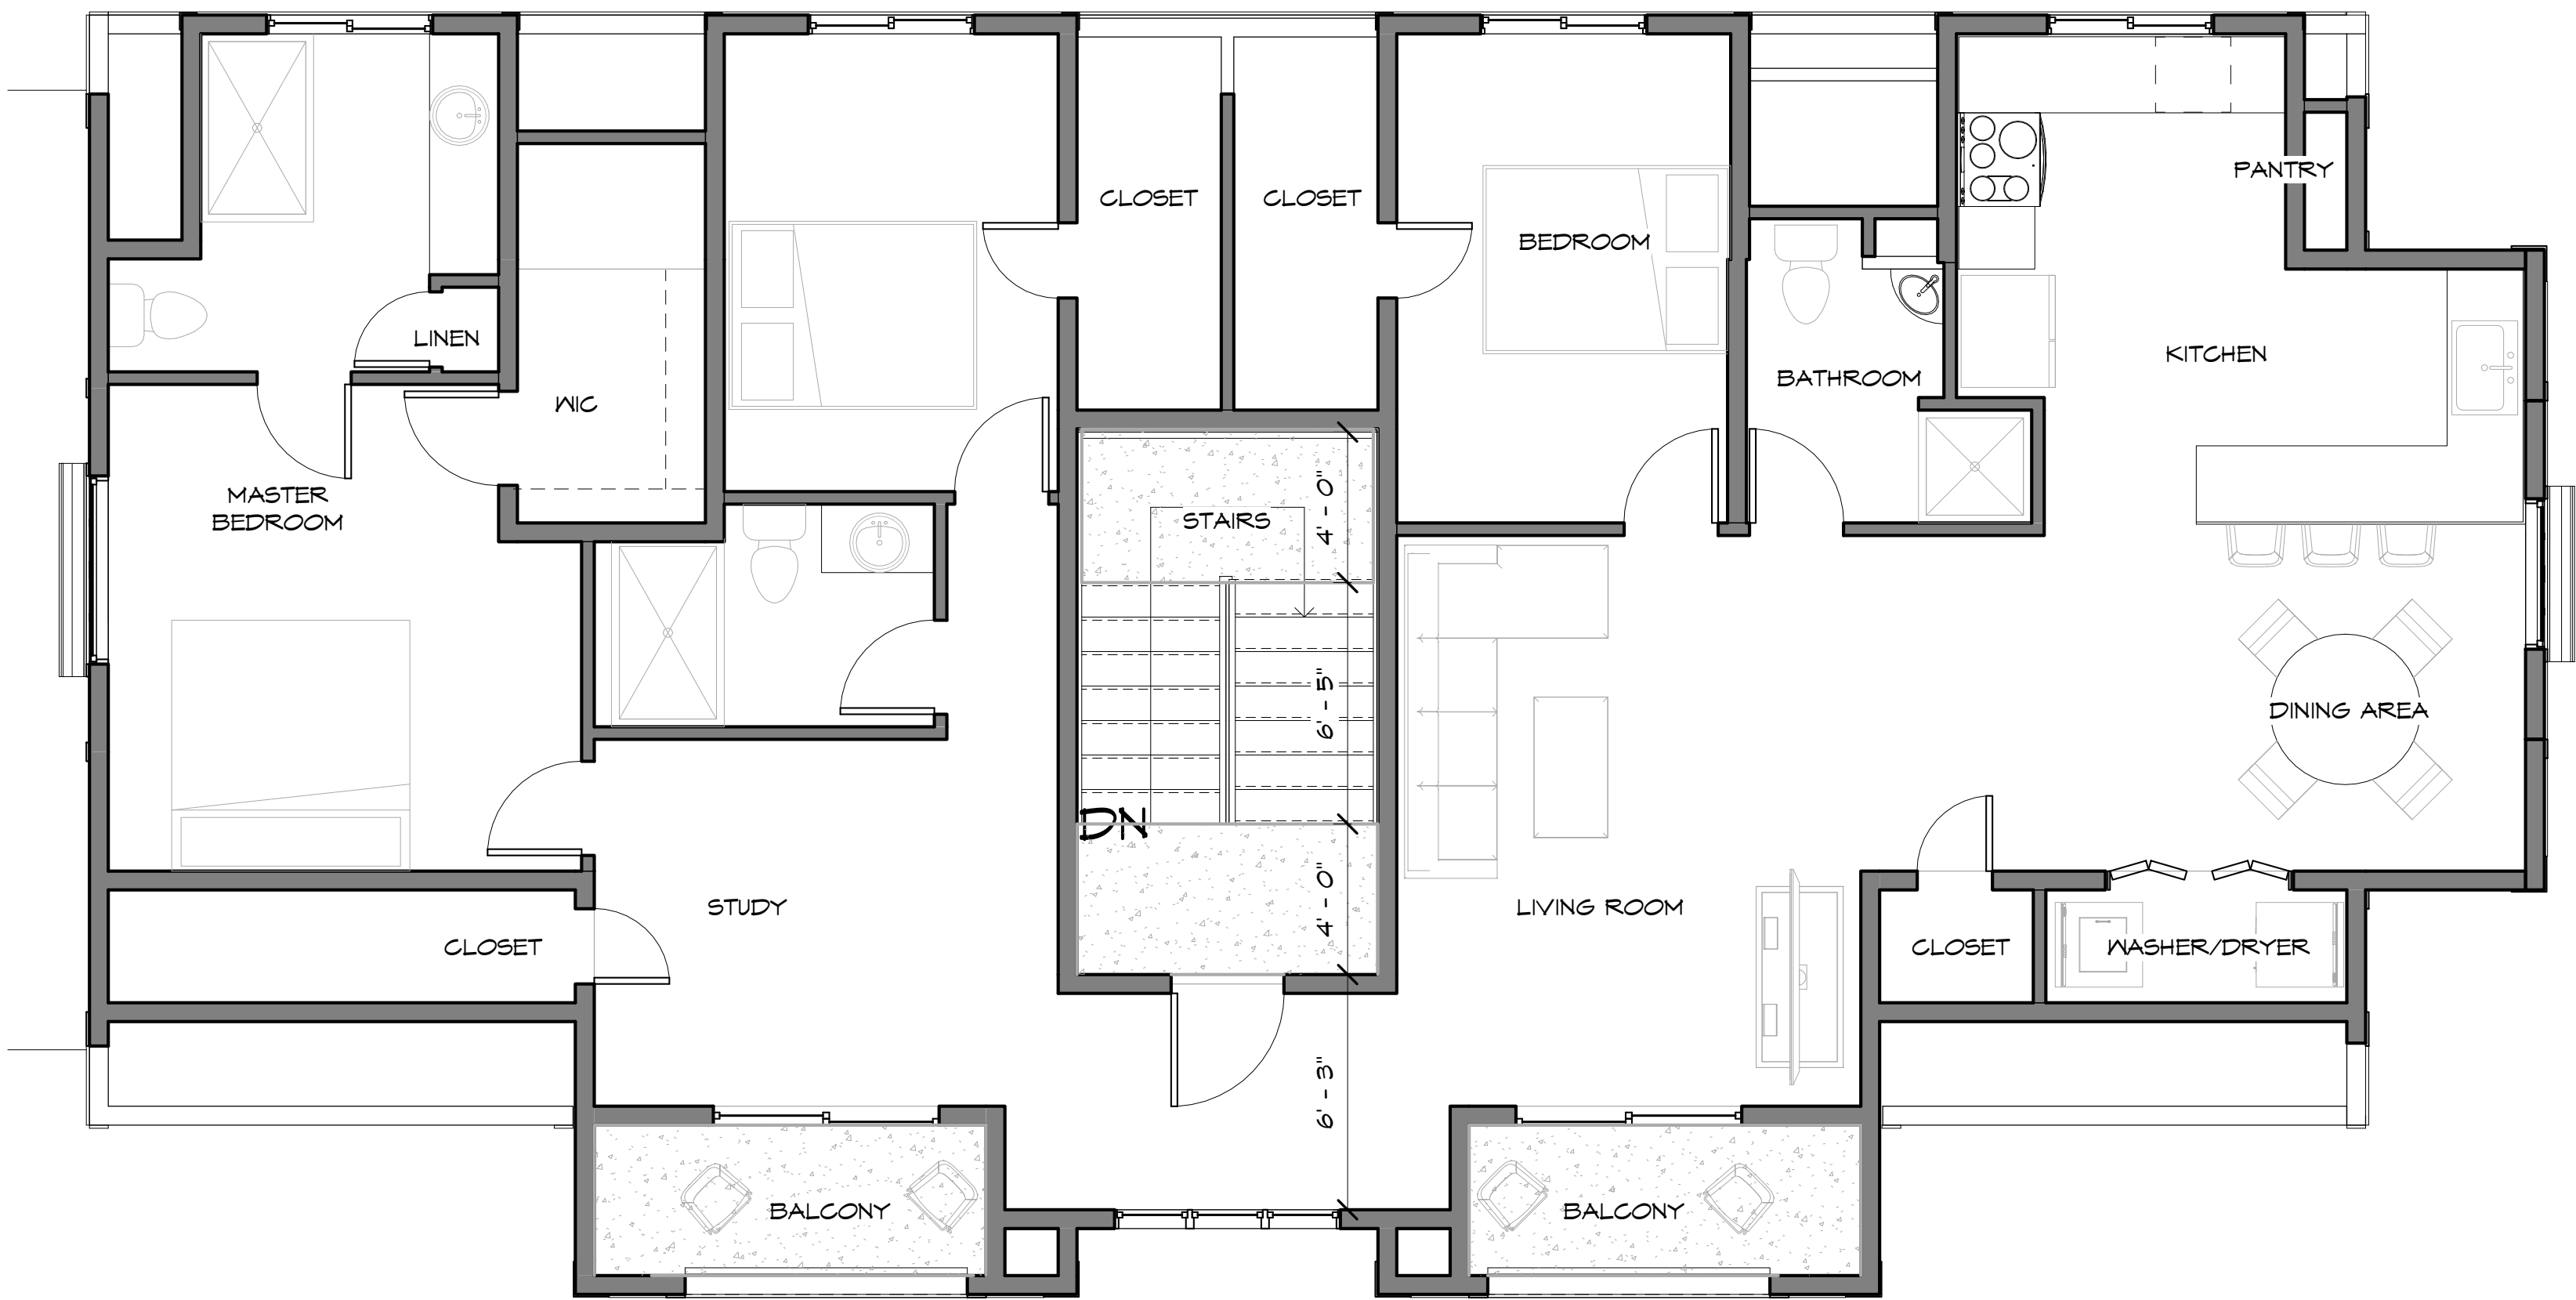 PANTRY
CLOSET
CLOSET
BEDROOM
LINEN
KITCHEN
BATHROOM
WIC
MASTER
BEDROOM
STAIRS
4' - 0"
6' - 5"
DINING AREA
DN
STUDY
4' - 0"
LIVING ROOM
CLOSET
CLOSET
WASHER/DRYER
6' - 3"
BALCONY
BALCONY